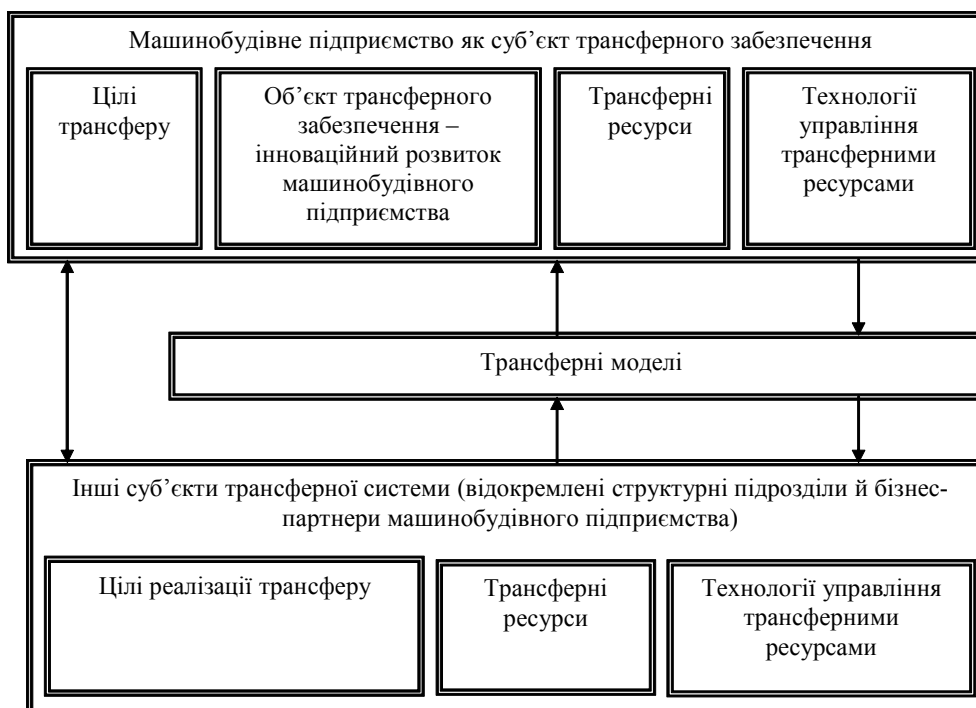 Машинобудівне підприємство як суб’єкт трансферного забезпечення
Цілі
трансферу
Об’єкт трансферного
забезпечення –
інноваційний розвиток
машинобудівного
підприємства
Трансферні
ресурси
Технології
управління
трансферними
ресурсами
Трансферні моделі
Інші суб’єкти трансферної системи (відокремлені структурні підрозділи й бізнес-
партнери машинобудівного підприємства)
Цілі реалізації трансферу
Трансферні
ресурси
Технології управління
трансферними
ресурсами